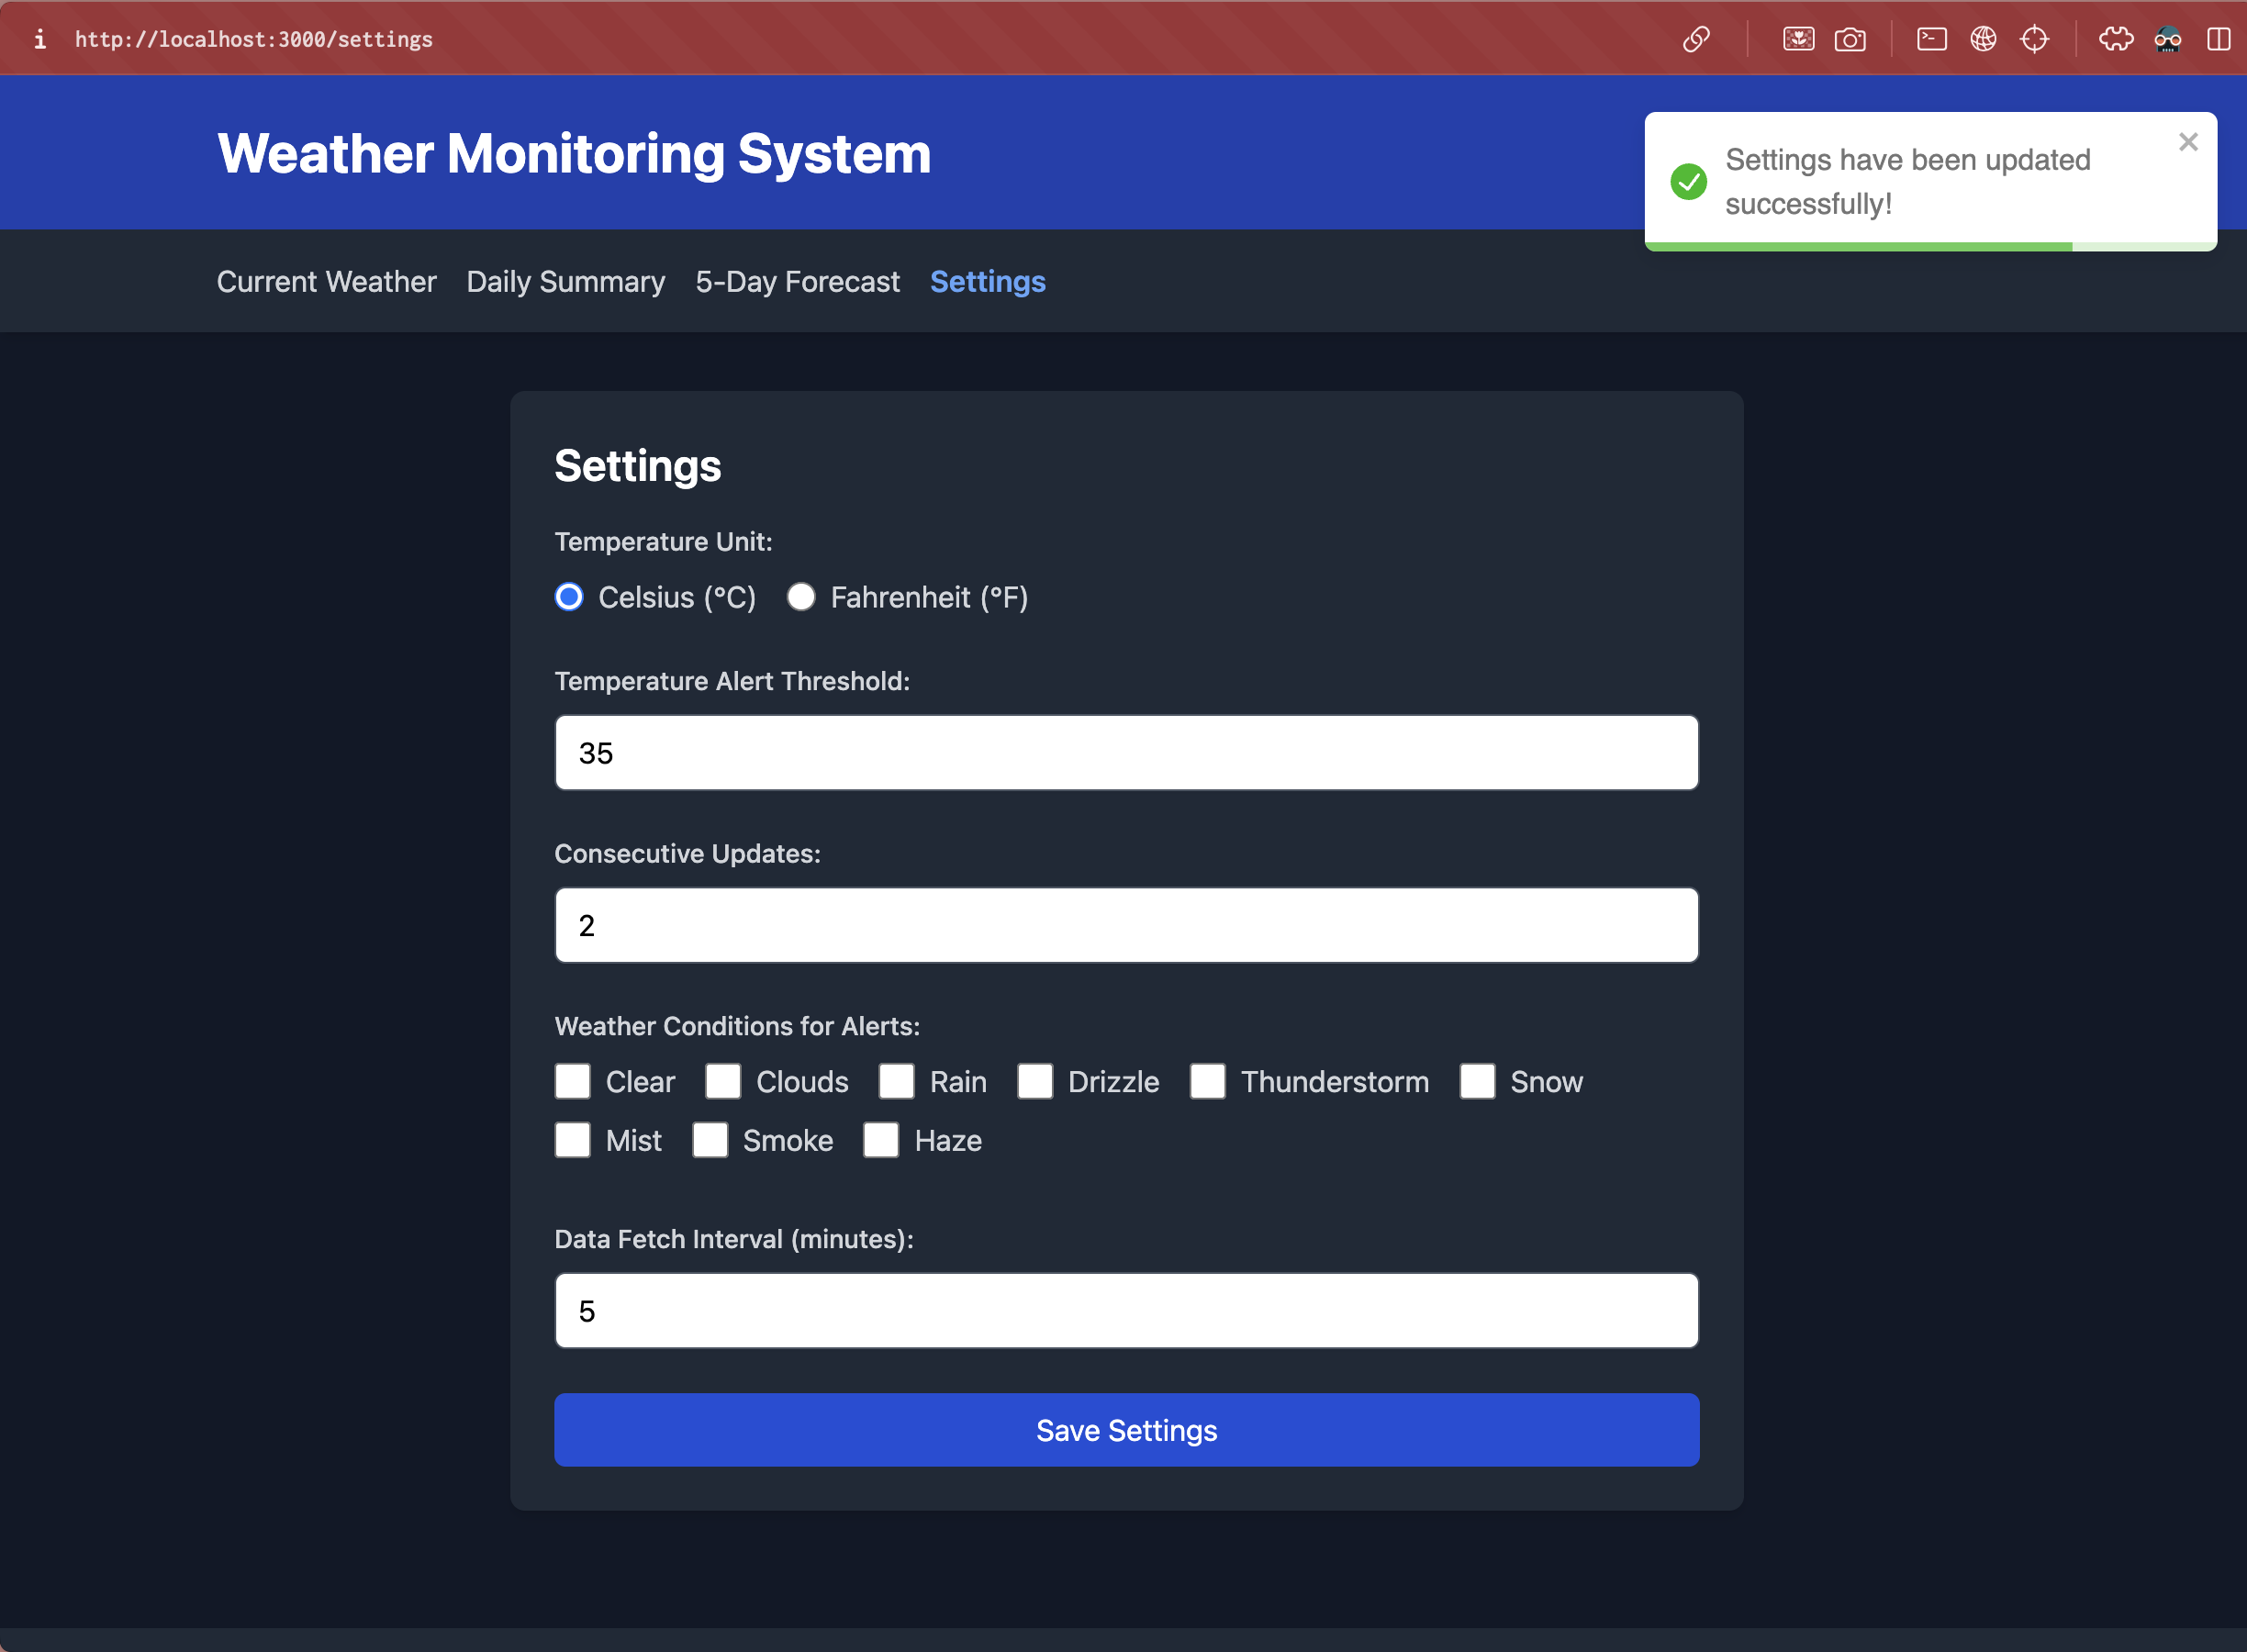 http://localhost:3000/settings
Weather Monitoring System
Settings have been updated
successfully!
Current Weather Daily Summary 5-Day Forecast Settings
Settings
Temperature Unit:
Celsius (°C) Fahrenheit (°F)
Temperature Alert Threshold:
35
Consecutive Updates:
2
Weather Conditions for Alerts:
Clear Clouds Rain Drizzle Thunderstorm Snow
Mist Smoke Haze
Data Fetch Interval (minutes):
5
Save Settings